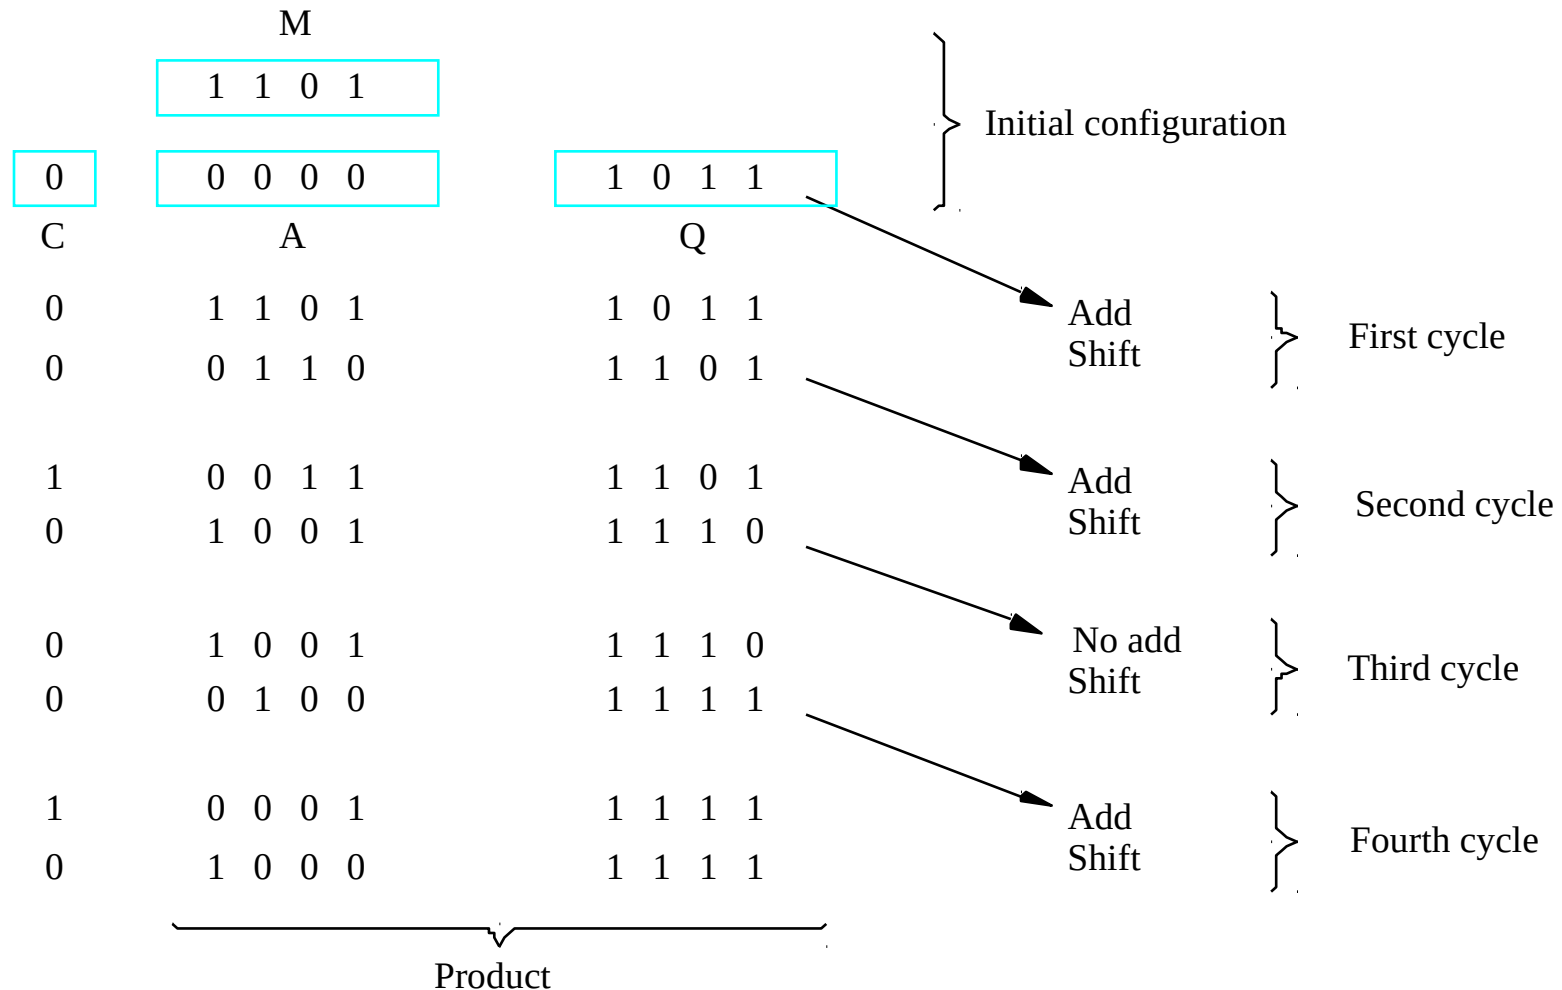 M
1 1 0 1
Initial configuration
0 0 0 0 0 1 0 1 1
C A Q
0 1 1 0 1 1 0 1 1
Add
First cycle
Shift
0 0 1 1 0 1 1 0 1
1 0 0 1 1 1 1 0 1
Add
Second cycle
Shift
0 1 0 0 1 1 1 1 0
0 1 0 0 1 1 1 1 0
No add
Third cycle
Shift
0 0 1 0 0 1 1 1 1
1 0 0 0 1 1 1 1 1
Add
Fourth cycle
Shift
0 1 0 0 0 1 1 1 1
Product